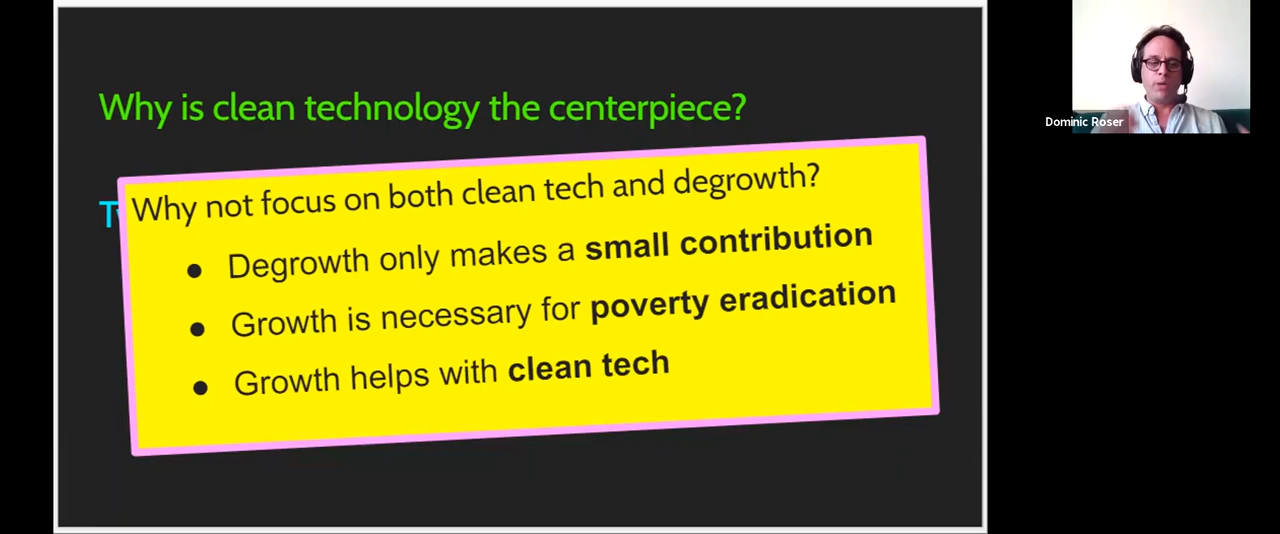 Why is clean technology the centerpiece?
Why not focus on both clean tech and degrowth?
● Degrowth only makes a small contribution
● Growth is necessary for poverty eradication
● Growth helps with clean tech
Dominic Roser